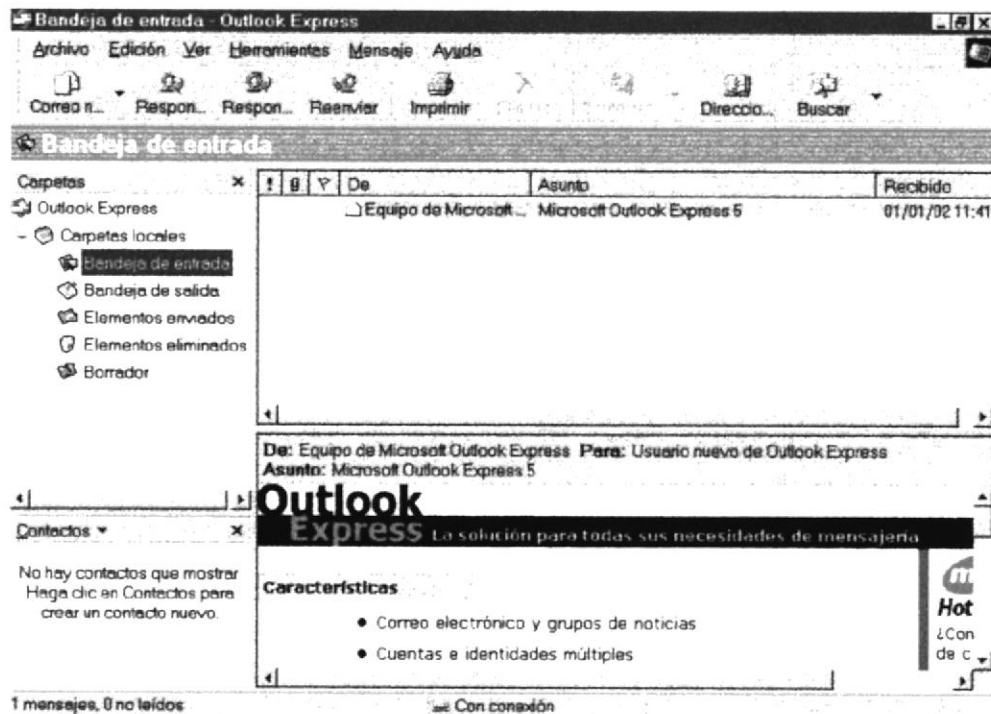 Bandeja de entrada - Outlook Express
Archivo Edición Ver Herramientas Mensaje Ayuda
Correo n... Respon... Respon... Reenviar Imprimir Direccio... Buscar
Bandeja de entrada
Carpetas
! De Asunto Recibido
Outlook Express
Equipo de Microsoft ... Microsoft Outlook Express 5 01/01/02 11:41
Carpetas locales
Bandeja de entrada
Bandeja de salida
Elementos enviados
Elementos eliminados
Borrador
De: Equipo de Microsoft Outlook Express Para: Usuario nuevo de Outlook Express
Asunto: Microsoft Outlook Express 5
Outlook
Express La solución para todas sus necesidades de mensajería
Contactos
No hay contactos que mostrar
Haga clic en Contactos para
crear un contacto nuevo.
Características
• Correo electrónico y grupos de noticias
• Cuentas e identidades múltiples
m
Hot
¿Con
de c
1 mensajes, 0 no leídos Con conexión